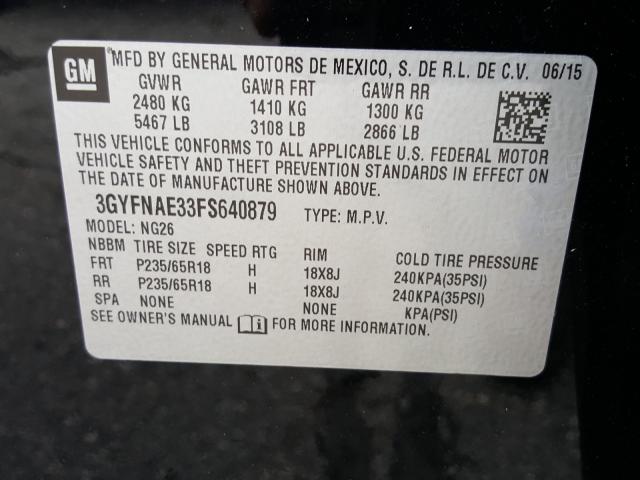 GM
MFD BY GENERAL MOTORS DE MEXICO, S. DE R.L. DE C.V. 06/15
GVWR GAWR FRT GAWR RR
2480 KG 1410 KG 1300 KG
5467 LB 3108 LB 2866 LB
THIS VEHICLE CONFORMS TO ALL APPLICABLE U.S. FEDERAL MOTOR
VEHICLE SAFETY AND THEFT PREVENTION STANDARDS IN EFFECT ON
THE DATE OF MANUFACTURE SHOWN ABOVE.
3GYFNAE33FS640879 TYPE: M.P.V.
MODEL: NG26
NBBM TIRE SIZE SPEED RTG RIM COLD TIRE PRESSURE
FRT P235/65R18 H 18X8J 240KPA(35PSI)
RR P235/65R18 H 18X8J 240KPA(35PSI)
SPA NONE NONE KPA(PSI)
SEE OWNER'S MANUAL i FOR MORE INFORMATION.